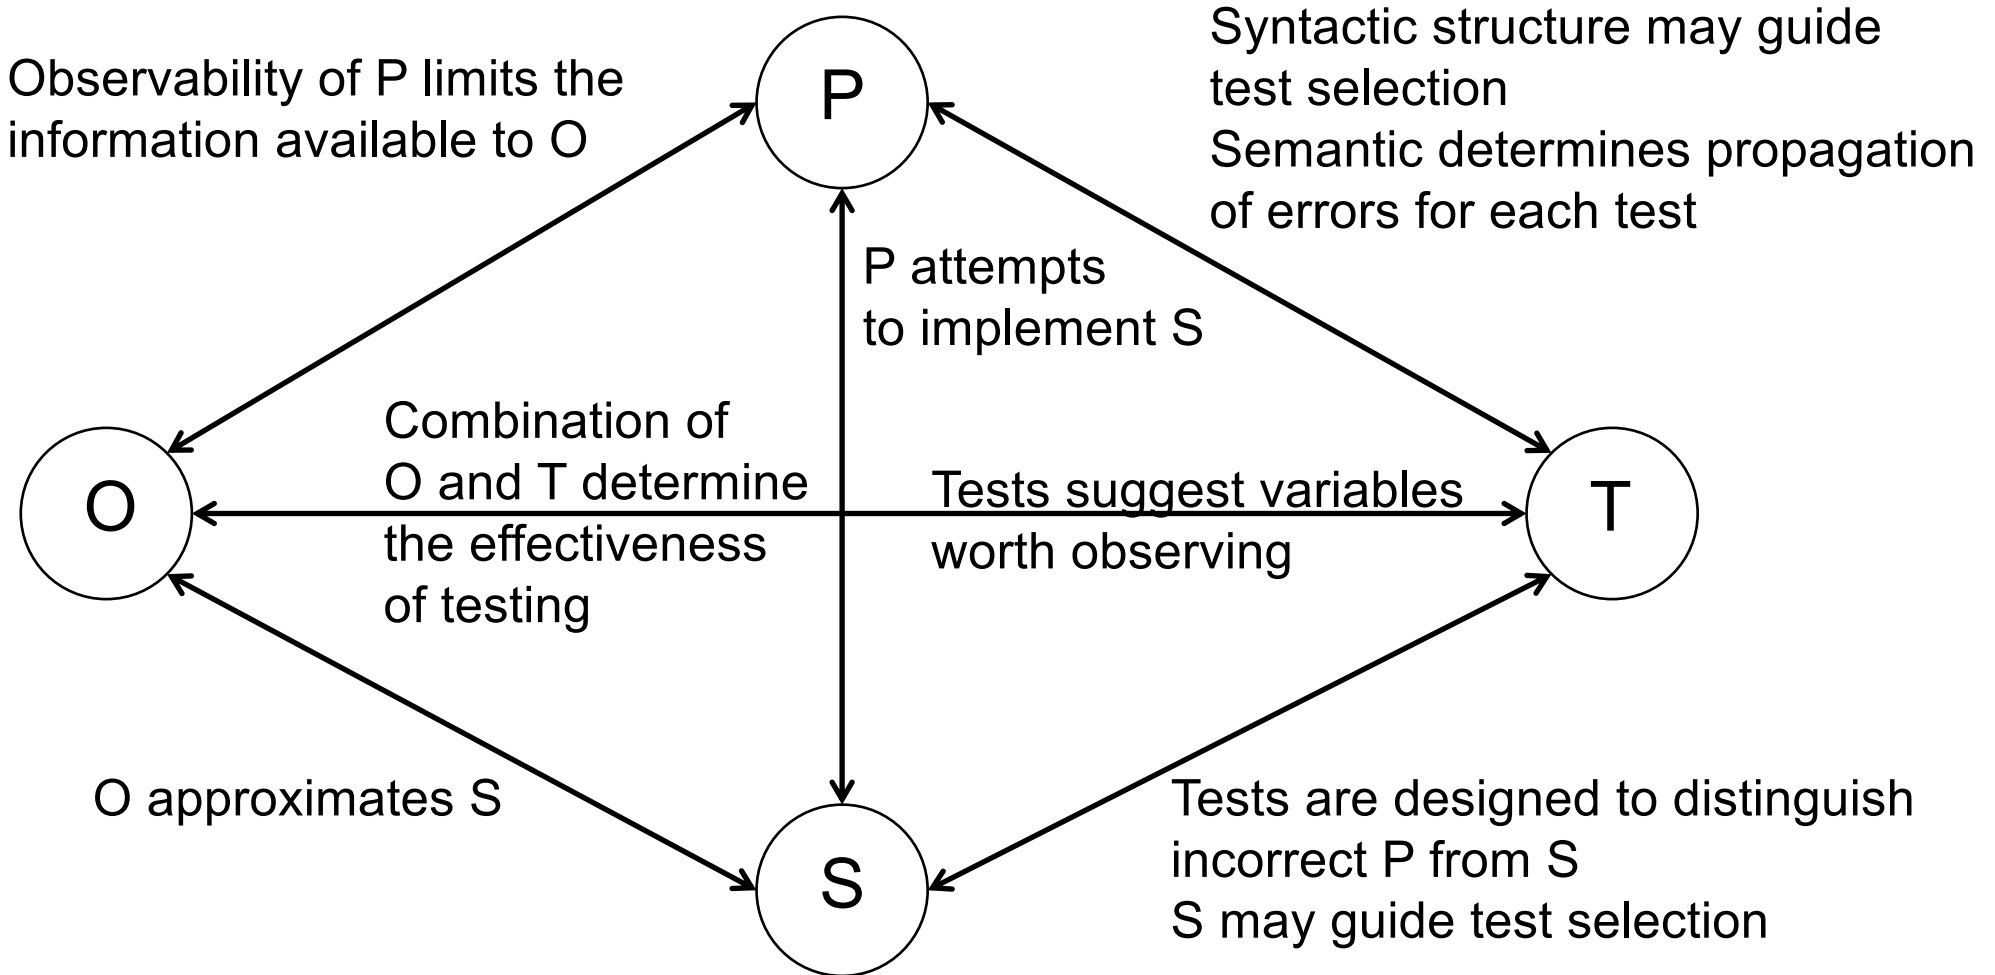 Observability of P limits the
information available to O
P
Syntactic structure may guide
test selection
Semantic determines propagation
of errors for each test
P attempts
to implement S
Combination of
O and T determine
the effectiveness
of testing
Tests suggest variables
worth observing
O
T
O approximates S
S
Tests are designed to distinguish
incorrect P from S
S may guide test selection